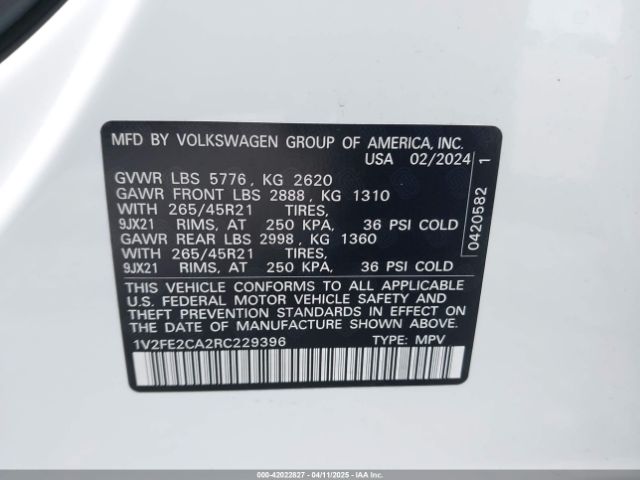 MFD BY VOLKSWAGEN GROUP OF AMERICA, INC.
USA 02/2024
GVWR LBS 5776, KG 2620
GAWR FRONT LBS 2888, KG 1310
WITH 265/45R21 TIRES,
9JX21 RIMS, AT 250 KPA, 36 PSI COLD
GAWR REAR LBS 2998, KG 1360
WITH 265/45R21 TIRES,
9JX21 RIMS, AT 250 KPA, 36 PSI COLD
THIS VEHICLE CONFORMS TO ALL APPLICABLE
U.S. FEDERAL MOTOR VEHICLE SAFETY AND
THEFT PREVENTION STANDARDS IN EFFECT ON
THE DATE OF MANUFACTURE SHOWN ABOVE.
1V2FE2CA2RC229396 TYPE: MPV
0420582 1
000-42022827 - 04/11/2025 - IAAI.COM